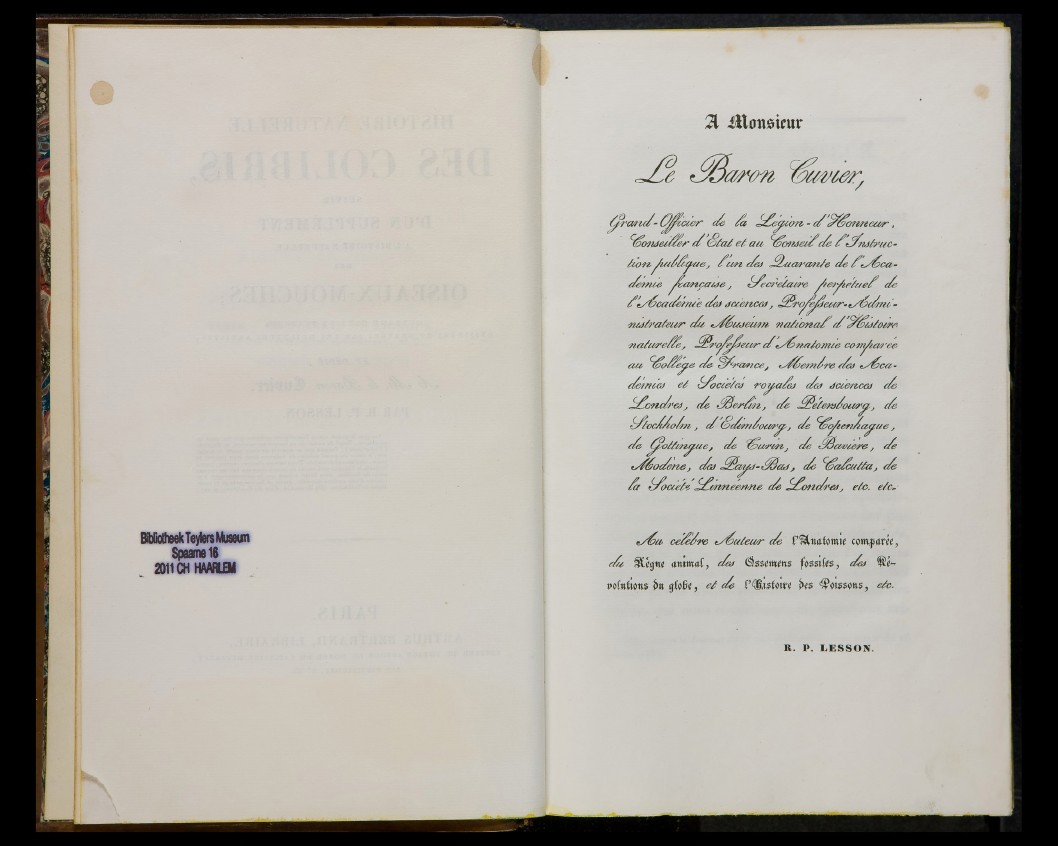 Bibliotheek Teylers Museum
Spaarne 16
2011 CH HAARLEM
A Monsieur
Le Baron Cuvier,
Grand-Officier de la Légion-d'Honneur,
Conseiller d'État et au Conseil de l'Instruc-
tion publique, l'un des Quarante de l'Aca-
démie française, Secrétaire perpétuel de
l'Académie des sciences, Professeur-Admi-
nistrateur du Muséum national d'Histoire
naturelle, Professeur d'Anatomie comparée
au Collége de France, Membre des Aca-
démies et Sociétés royales des sciences de
Londres, de Berlin, de Pétersbourg, de
Stockholm, d'Edimbourg, de Copenhague,
de Gottingue, de Turin, de Bavière, de
Modène, des Pays-Bas, de Calcutta, de
la Société Linnéenne de Londres, etc. etc.
Au célèbre Auteur de l'Anatomie comparée,
du Règne animal, des Ossemens fossiles, des Ré-
volutions du globe, et de l'Histoire des Poissons, etc.
R. P. LESSON.